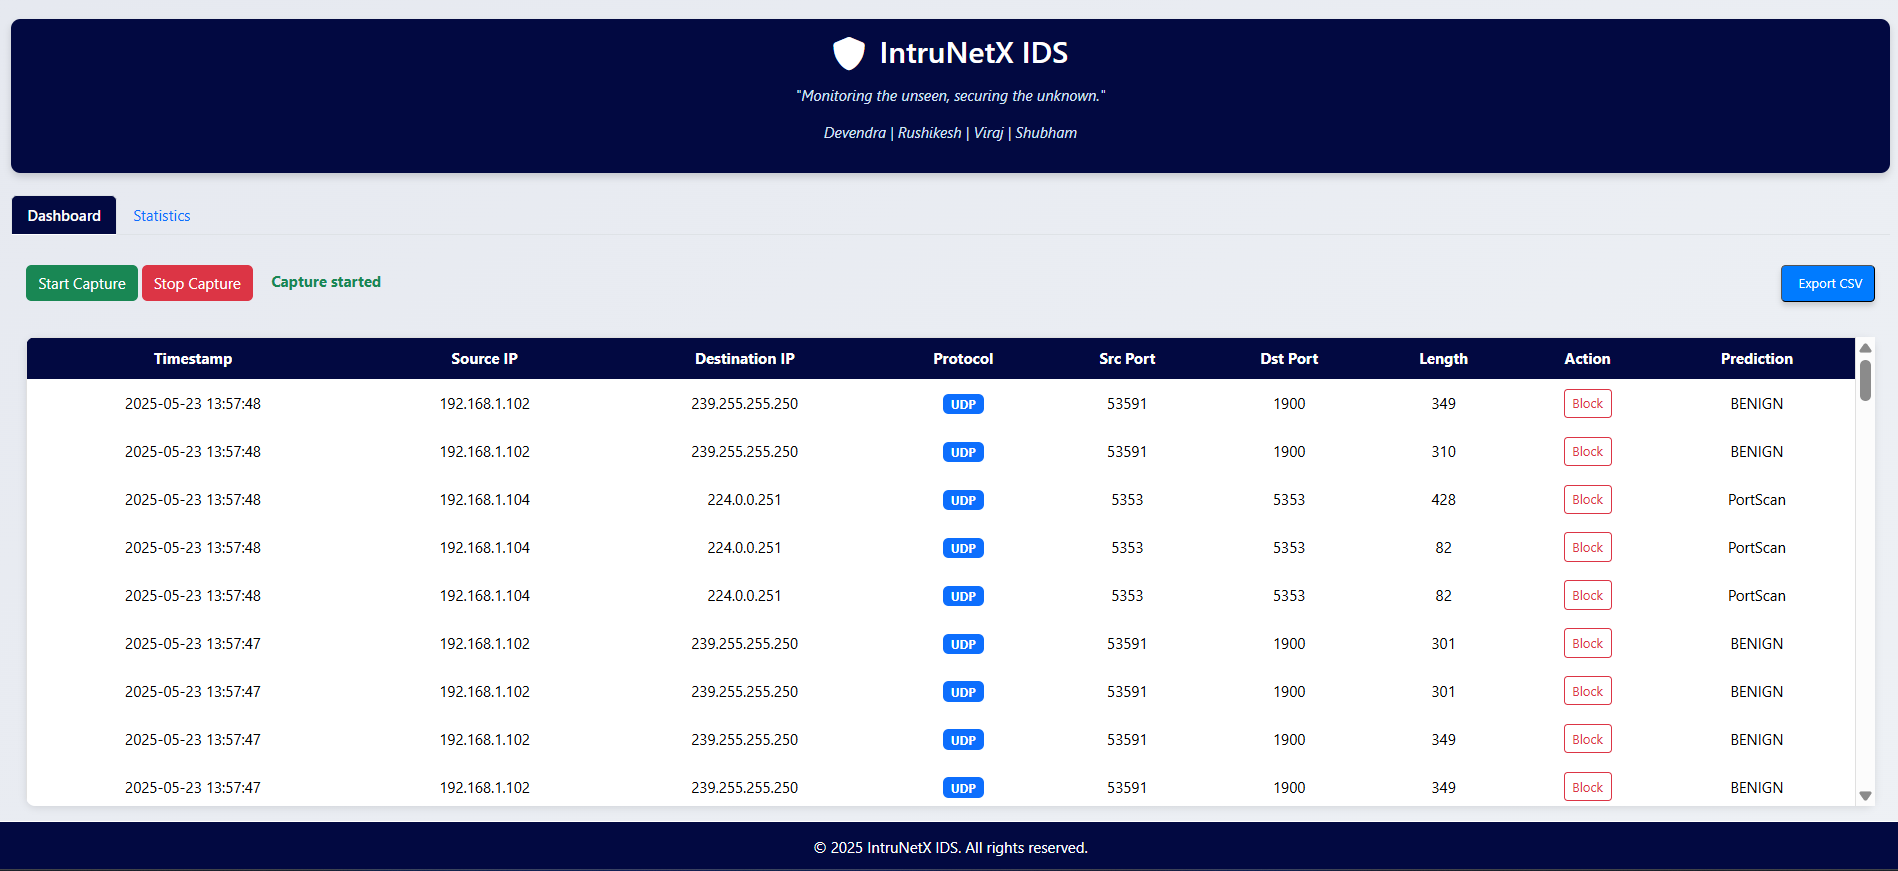 IntruNetX IDS
"Monitoring the unseen, securing the unknown."
Devendra | Rushikesh | Viraj | Shubham
Dashboard Statistics
Start Capture Stop Capture Capture started Export CSV
Timestamp Source IP Destination IP Protocol Src Port Dst Port Length Action Prediction
2025-05-23 13:57:48 192.168.1.102 239.255.255.250 UDP 53591 1900 349 Block BENIGN
2025-05-23 13:57:48 192.168.1.102 239.255.255.250 UDP 53591 1900 310 Block BENIGN
2025-05-23 13:57:48 192.168.1.104 224.0.0.251 UDP 5353 5353 428 Block PortScan
2025-05-23 13:57:48 192.168.1.104 224.0.0.251 UDP 5353 5353 82 Block PortScan
2025-05-23 13:57:48 192.168.1.104 224.0.0.251 UDP 5353 5353 82 Block PortScan
2025-05-23 13:57:47 192.168.1.102 239.255.255.250 UDP 53591 1900 301 Block BENIGN
2025-05-23 13:57:47 192.168.1.102 239.255.255.250 UDP 53591 1900 301 Block BENIGN
2025-05-23 13:57:47 192.168.1.102 239.255.255.250 UDP 53591 1900 349 Block BENIGN
2025-05-23 13:57:47 192.168.1.102 239.255.255.250 UDP 53591 1900 349 Block BENIGN
© 2025 IntruNetX IDS. All rights reserved.